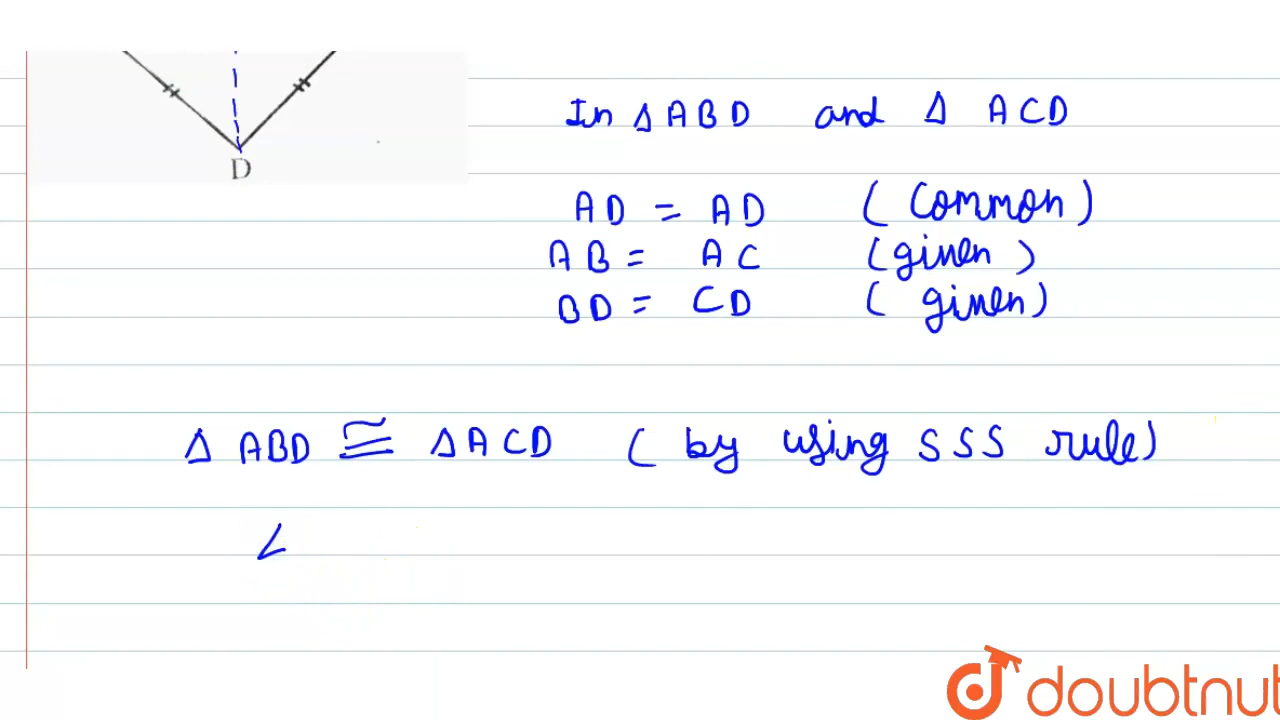 D
In Δ ABD and Δ ACD
AD = AD (Common)
AB = AC (given)
BD = CD (given)
Δ ABD ≅ Δ ACD (by using SSS rule)
∠
doubtnut